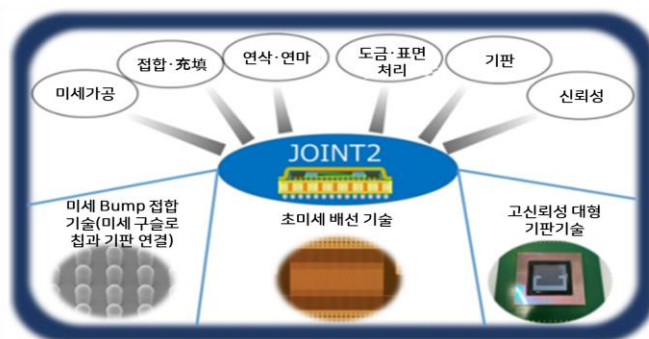 미세가공
접합·充填
연삭·연마
도금·표면
처리
기판
신뢰성
JOINT2
미세 Bump 접합
기술(미세 구슬로
칩과 기판 연결)
초미세 배선 기술
고신뢰성 대형
기판기술